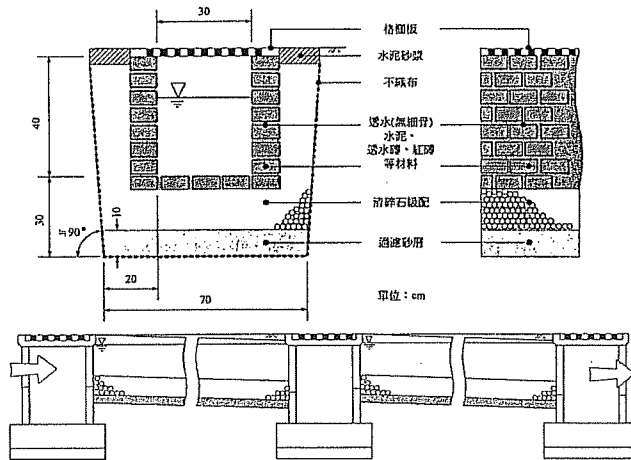 30
格柵板
水泥砂漿
不織布
透水(無細骨)
水泥、
透水磚、紅磚
等材料
清碎石級配
過濾砂層
40
30
10
≒90°
20
70
單位：cm